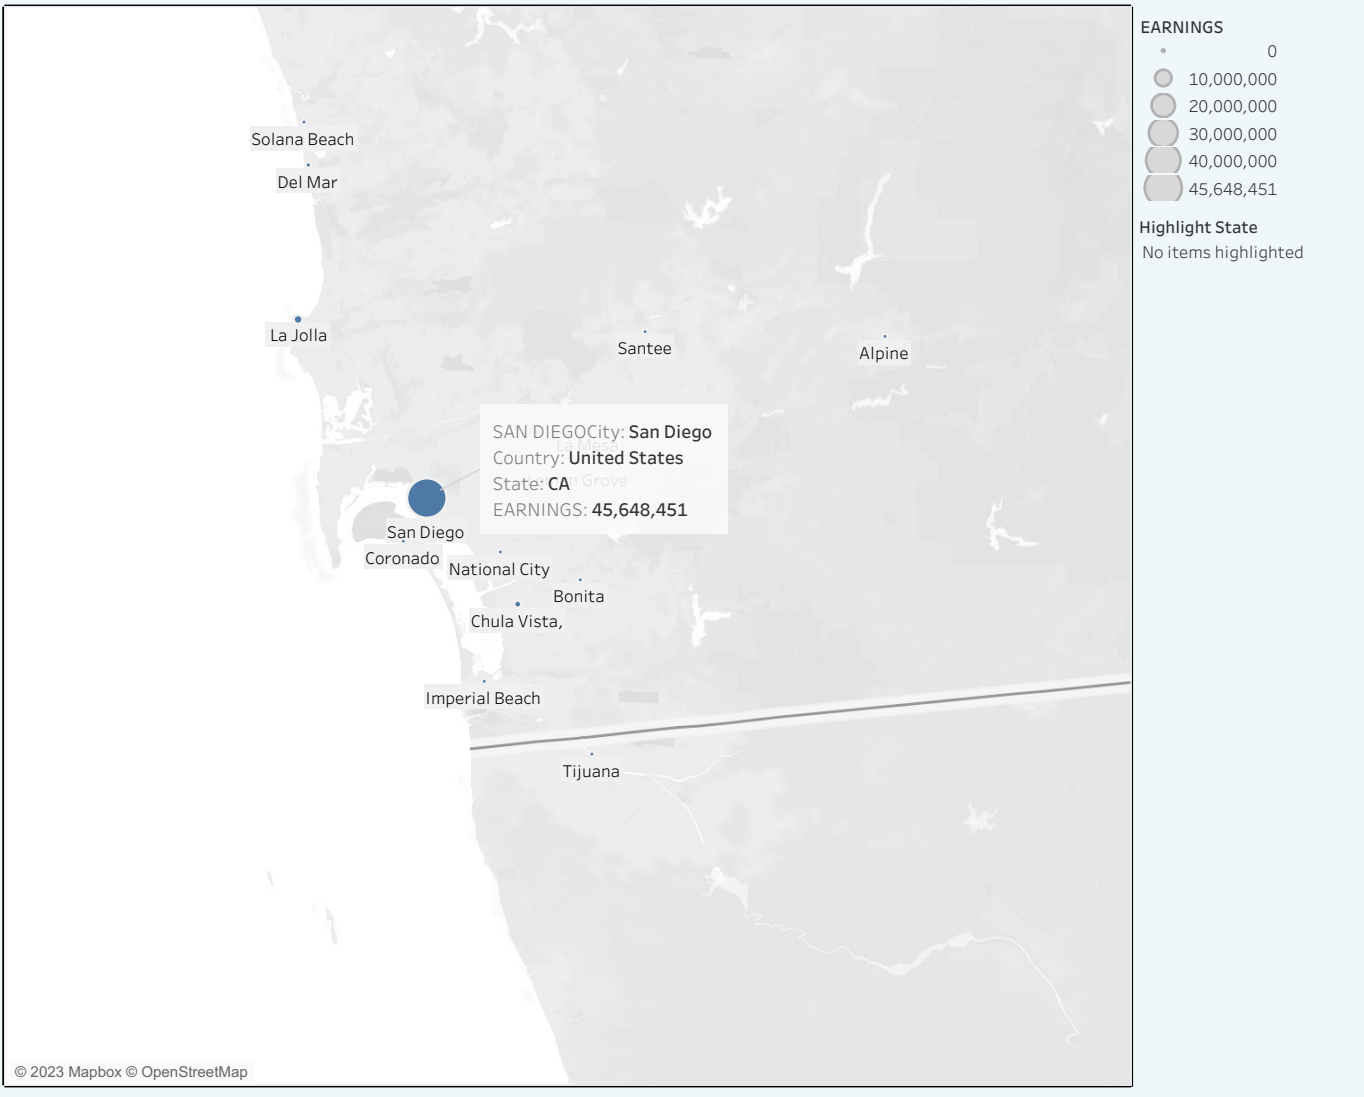 EARNINGS
0
10,000,000
20,000,000
30,000,000
40,000,000
45,648,451
Highlight State
No items highlighted
Solana Beach
Del Mar
La Jolla
Santee
Alpine
SAN DIEGOCity: San Diego
La Mesa
Country: United States
Grove
State: CA
EARNINGS: 45,648,451
San Diego
Coronado
National City
Bonita
Chula Vista,
Imperial Beach
Tijuana
© 2023 Mapbox © OpenStreetMap